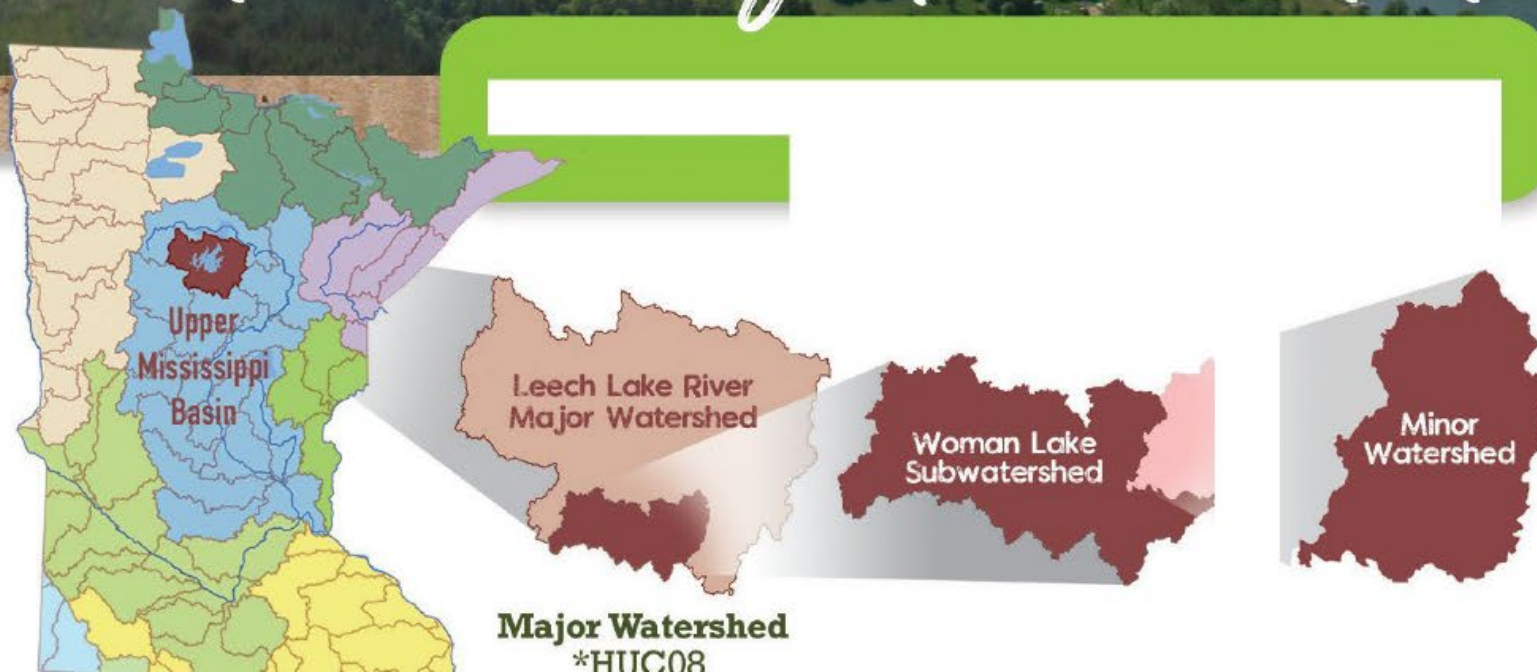 Upper
Mississippi
Basin
Leech Lake River
Major Watershed
Woman Lake
Subwatershed
Minor
Watershed
Major Watershed
*HUC08